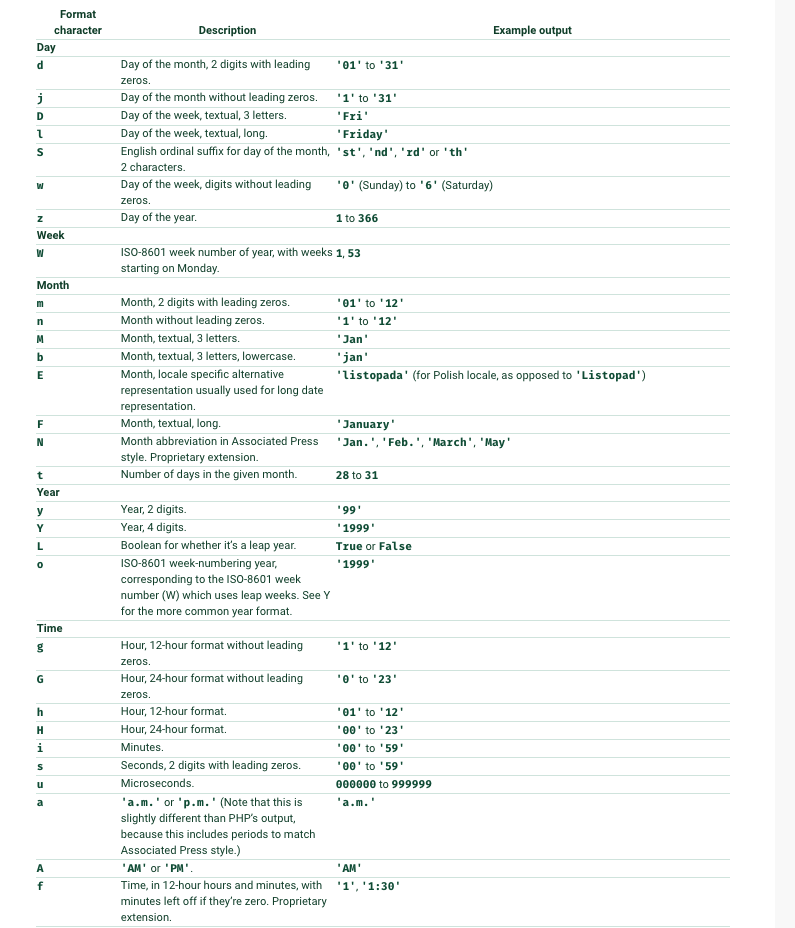 Format
character Description Example output
Day
d Day of the month, 2 digits with leading '01' to '31'
zeros.
j Day of the month without leading zeros. '1' to '31'
D Day of the week, textual, 3 letters. 'Fri'
l Day of the week, textual, long. 'Friday'
S English ordinal suffix for day of the month, 'st', 'nd', 'rd' or 'th'
2 characters.
w Day of the week, digits without leading '0' (Sunday) to '6' (Saturday)
zeros.
z Day of the year. 1 to 366
Week
W ISO-8601 week number of year, with weeks 1, 53
starting on Monday.
Month
m Month, 2 digits with leading zeros. '01' to '12'
n Month without leading zeros. '1' to '12'
M Month, textual, 3 letters. 'Jan'
b Month, textual, 3 letters, lowercase. 'jan'
E Month, locale specific alternative 'listopada' (for Polish locale, as opposed to 'Listopad')
representation usually used for long date
representation.
F Month, textual, long. 'January'
N Month abbreviation in Associated Press 'Jan.', 'Feb.', 'March', 'May'
style. Proprietary extension.
t Number of days in the given month. 28 to 31
Year
y Year, 2 digits. '99'
Y Year, 4 digits. '1999'
L Boolean for whether it’s a leap year. True or False
o ISO-8601 week-numbering year, '1999'
corresponding to the ISO-8601 week
number (W) which uses leap weeks. See Y
for the more common year format.
Time
g Hour, 12-hour format without leading '1' to '12'
zeros.
G Hour, 24-hour format without leading '0' to '23'
zeros.
h Hour, 12-hour format. '01' to '12'
H Hour, 24-hour format. '00' to '23'
i Minutes. '00' to '59'
s Seconds, 2 digits with leading zeros. '00' to '59'
u Microseconds. 000000 to 999999
a 'a.m.' or 'p.m.' (Note that this is 'a.m.'
slightly different than PHP’s output,
because this includes periods to match
Associated Press style.)
A 'AM' or 'PM'. 'AM'
f Time, in 12-hour hours and minutes, with '1', '1:30'
minutes left off if they’re zero. Proprietary
extension.